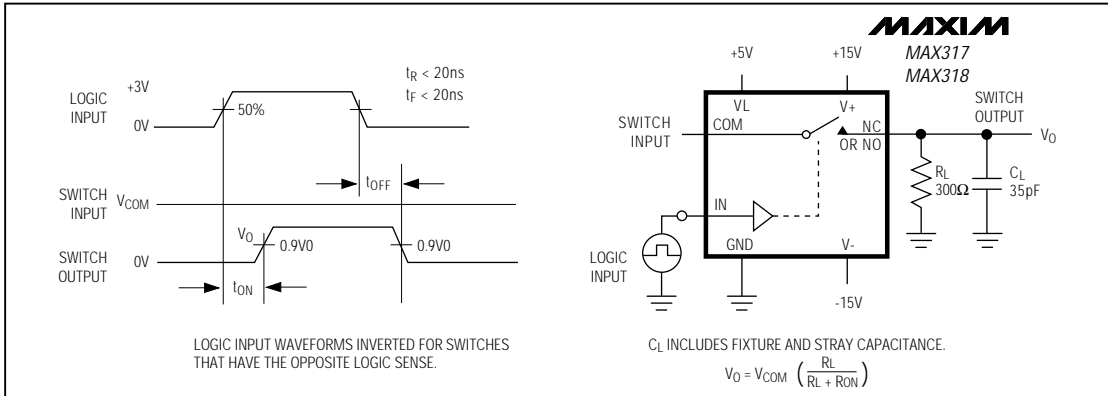 LOGIC
INPUT
+3V
0V
50%
tR < 20ns
tF < 20ns
tOFF
SWITCH
INPUT
VCOM
VO
0.9V0
0.9V0
SWITCH
OUTPUT
0V
tON
LOGIC INPUT WAVEFORMS INVERTED FOR SWITCHES
THAT HAVE THE OPPOSITE LOGIC SENSE.
MAXIM
MAX317
MAX318
+5V
+15V
VL
V+
SWITCH
INPUT
COM
NC
OR NO
SWITCH
OUTPUT
VO
RL
300Ω
CL
35pF
IN
GND
V-
LOGIC
INPUT
-15V
CL INCLUDES FIXTURE AND STRAY CAPACITANCE.
VO = VCOM ( RL / RL + RON )